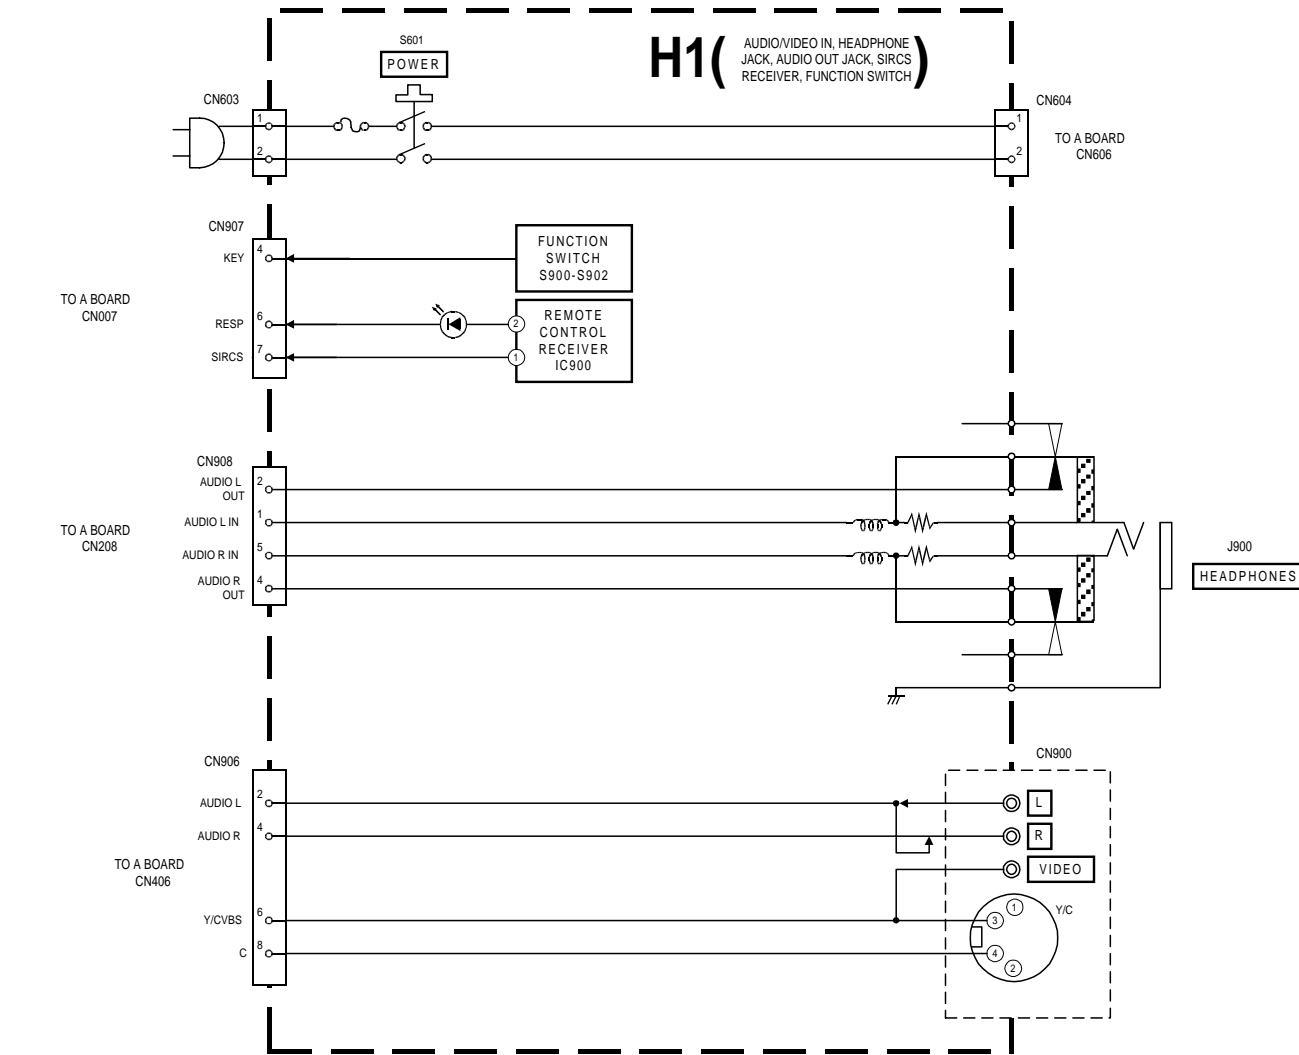 S601
POWER
H1( AUDIO/VIDEO IN, HEADPHONE
JACK, AUDIO OUT JACK, SIRCS
RECEIVER, FUNCTION SWITCH )
CN603
1
2
CN604
1
2
TO A BOARD
CN606
CN907
4
KEY
6
RESP
7
SIRCS
TO A BOARD
CN007
FUNCTION
SWITCH
S900-S902
2
1
REMOTE
CONTROL
RECEIVER
IC900
CN908
AUDIO L
OUT
2
AUDIO L IN
1
AUDIO R IN
5
AUDIO R
OUT
4
TO A BOARD
CN208
J900
HEADPHONES
CN906
AUDIO L
2
AUDIO R
4
TO A BOARD
CN406
Y/CVBS
6
C
8
CN900
L
R
VIDEO
Y/C
1
3
4
2